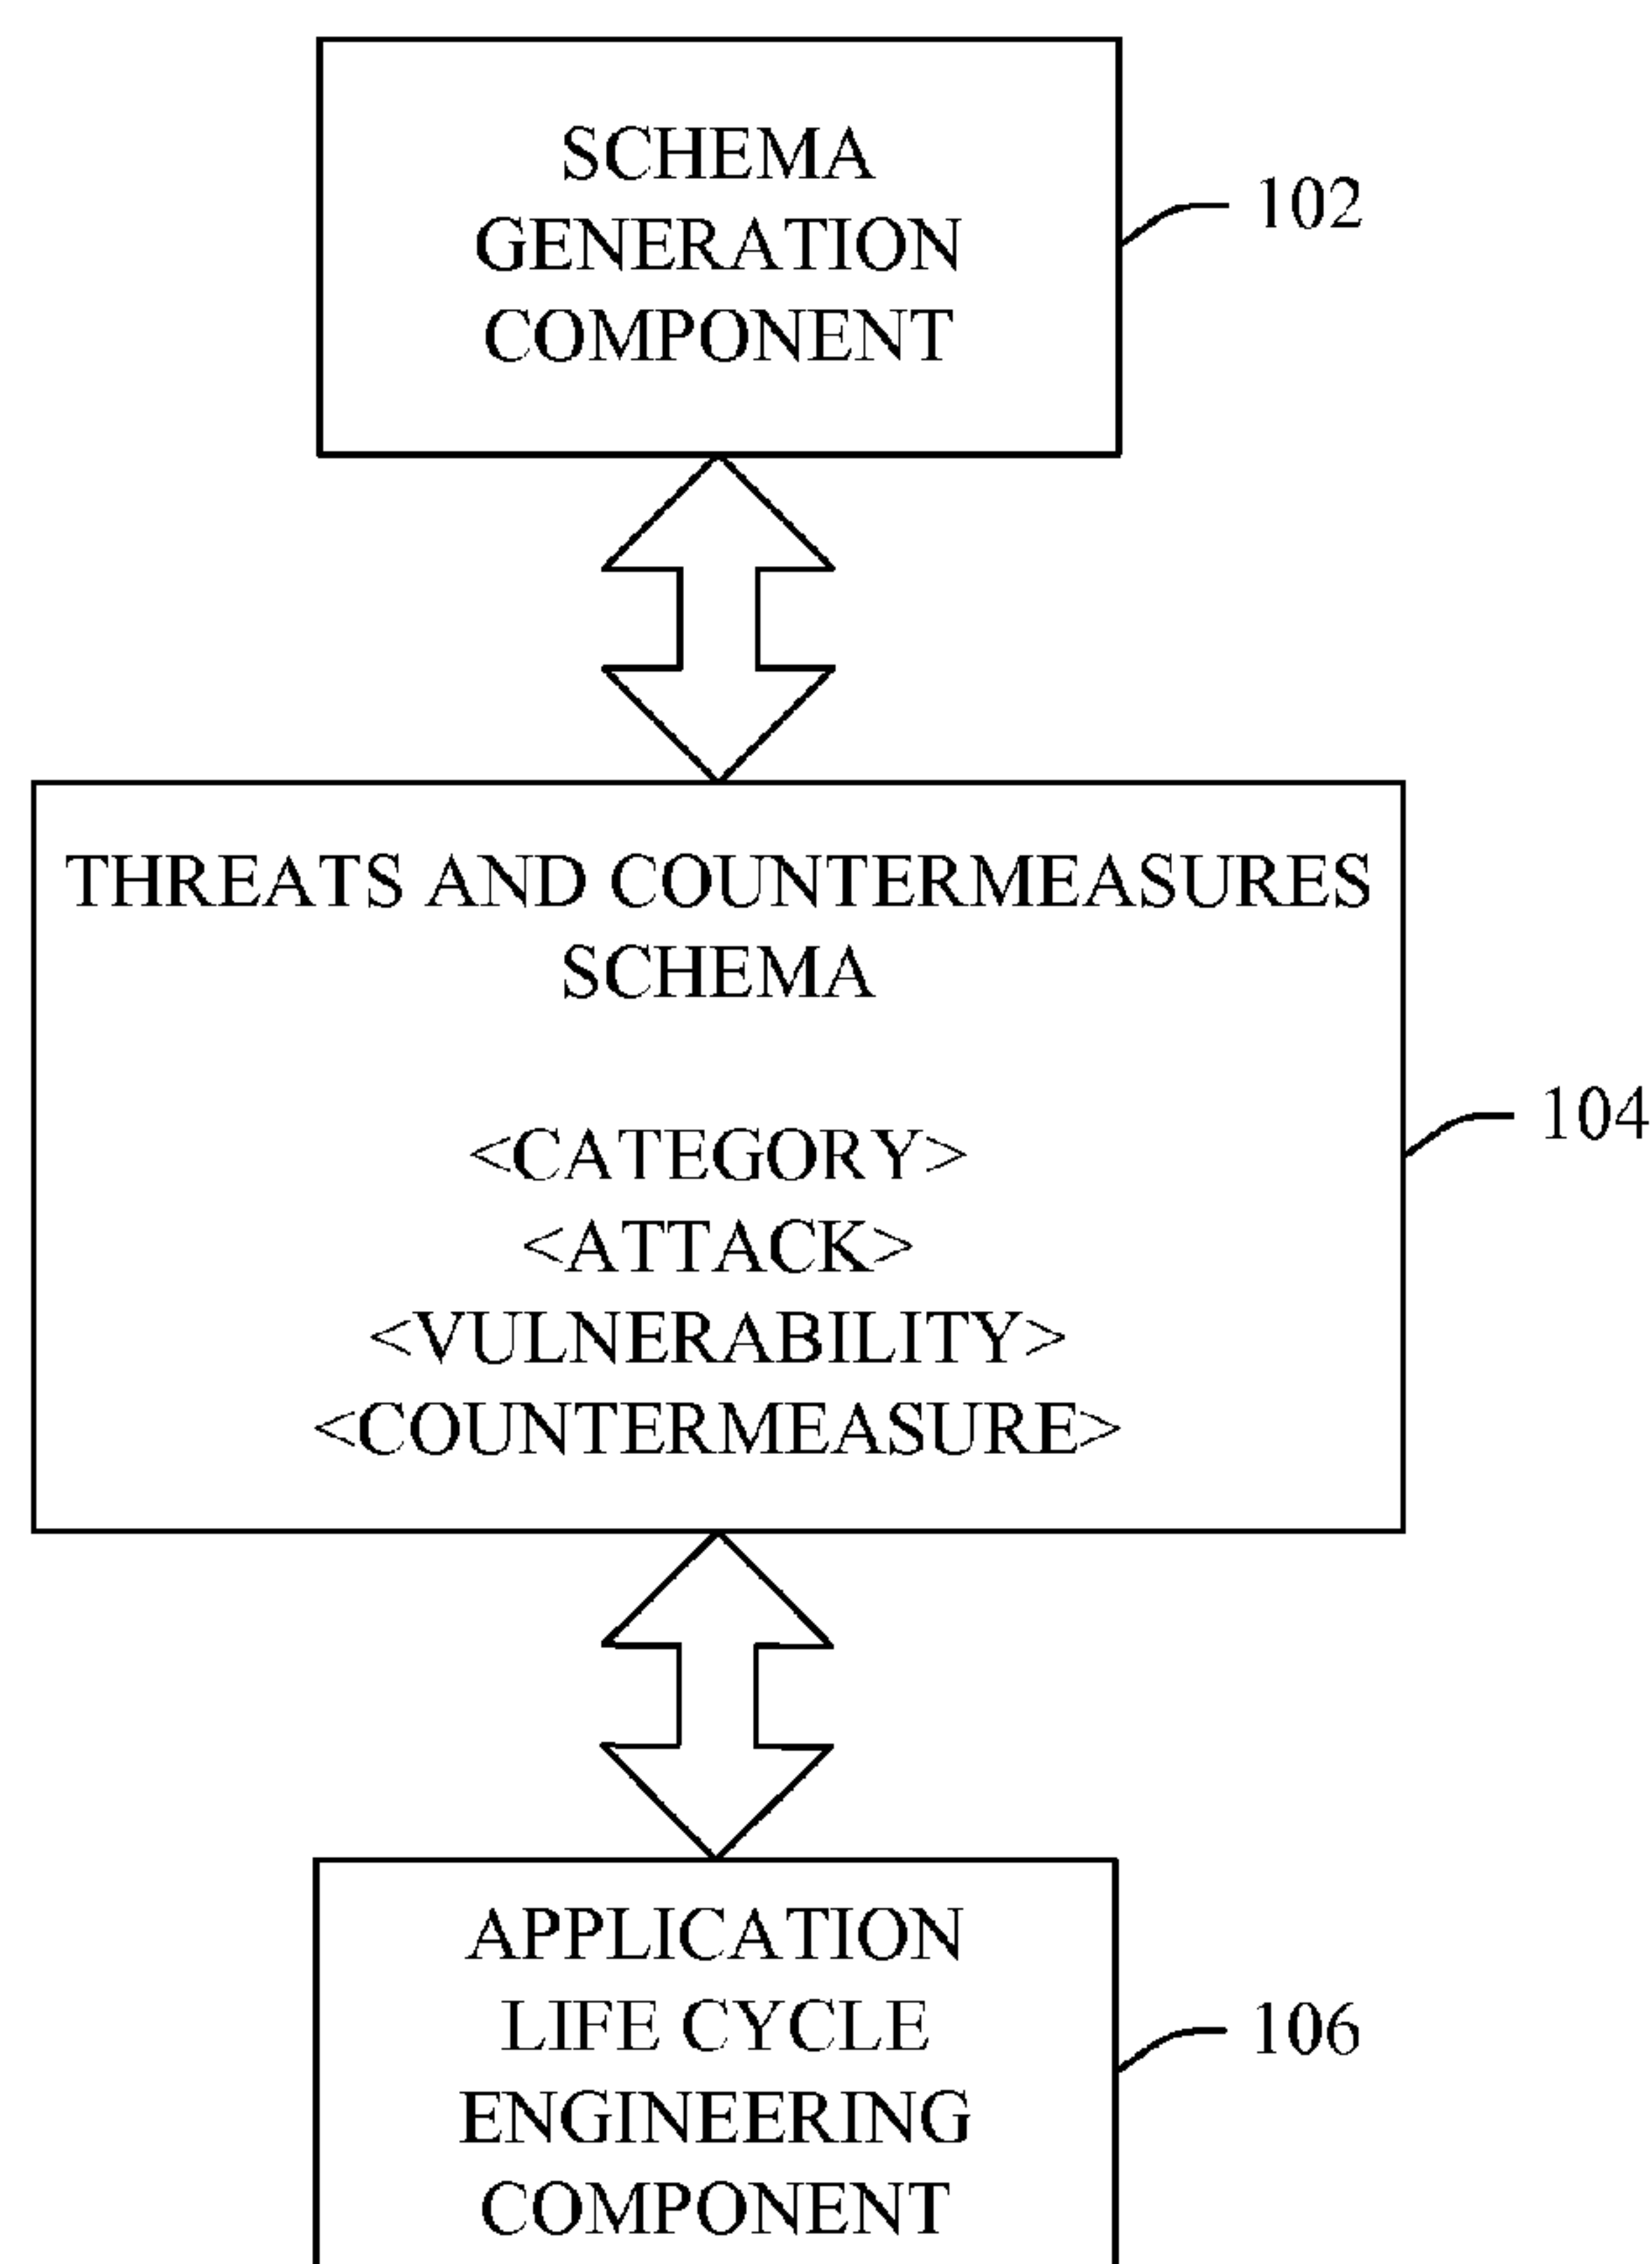 SCHEMA
GENERATION
COMPONENT
102
THREATS AND COUNTERMEASURES
SCHEMA
<CATEGORY>
<ATTACK>
<VULNERABILITY>
<COUNTERMEASURE>
104
APPLICATION
LIFE CYCLE
ENGINEERING
COMPONENT
106